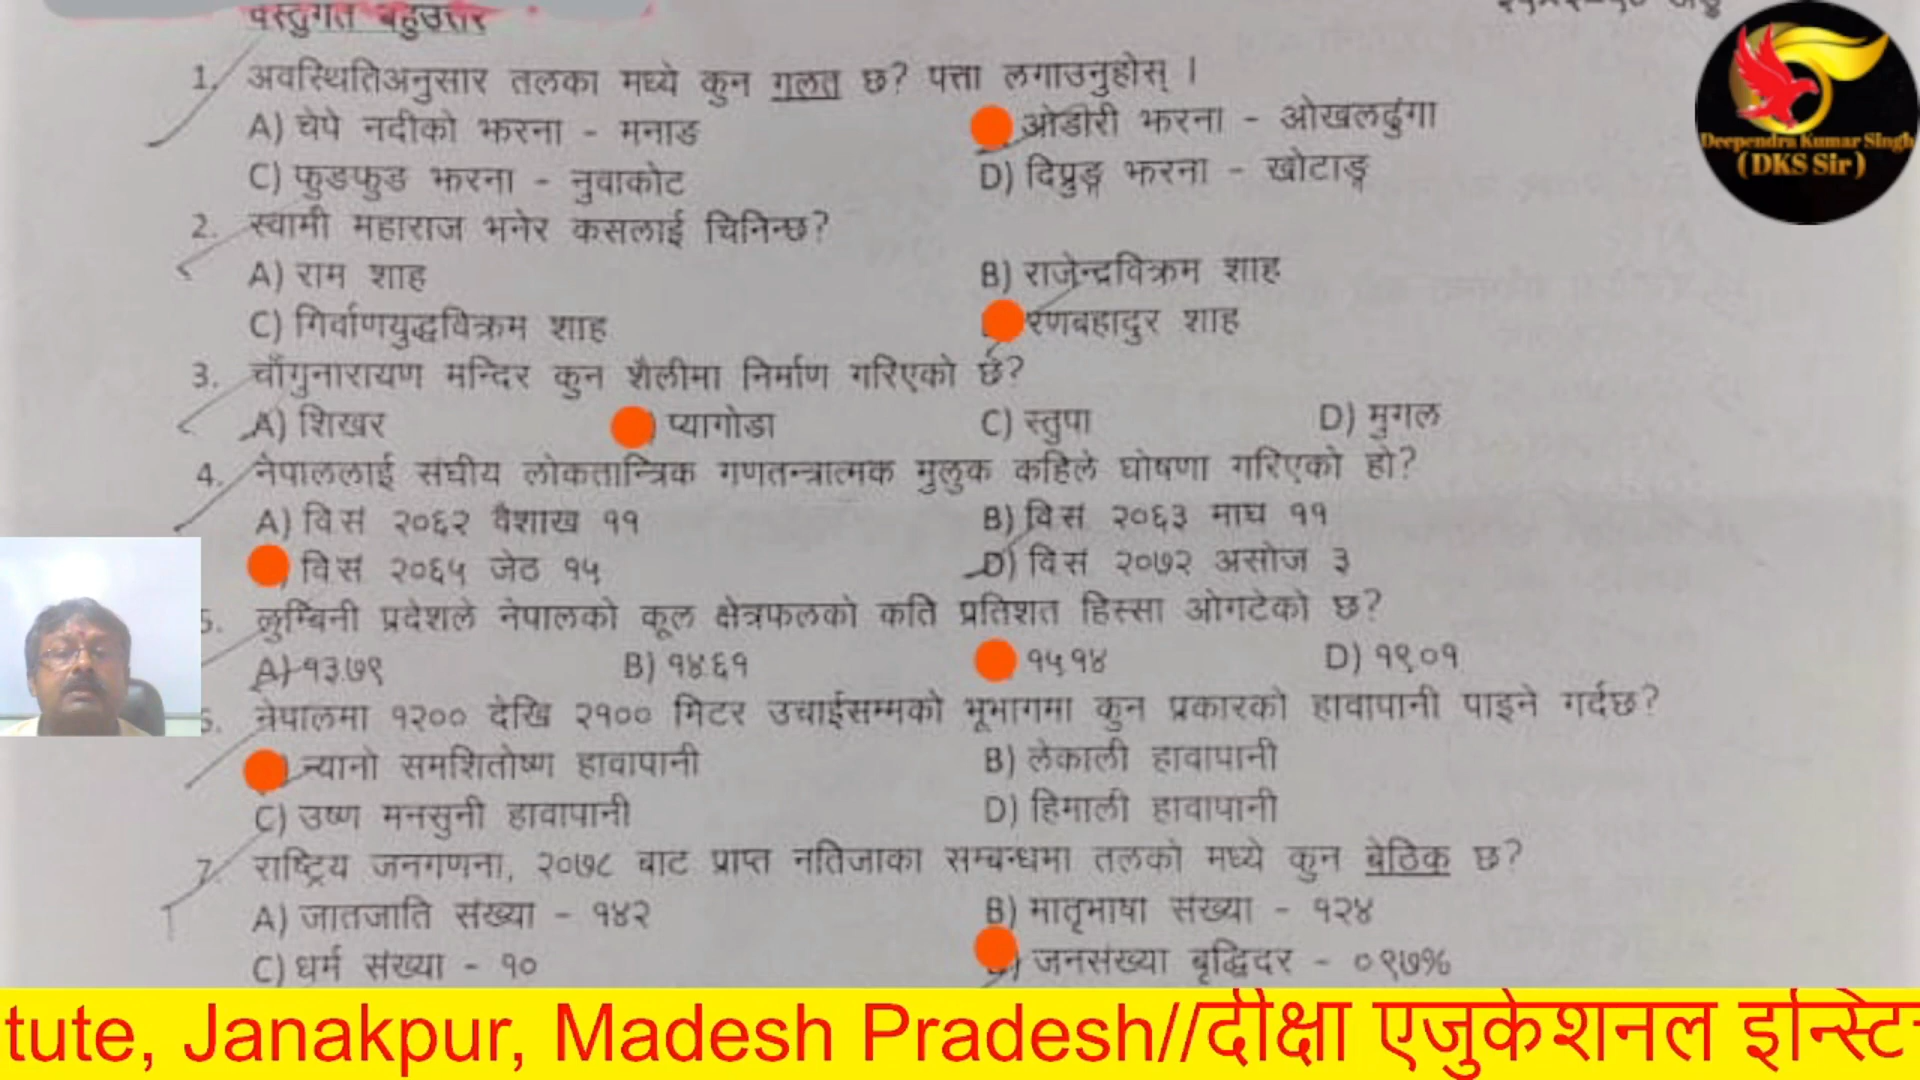 वस्तुगत बहुउत्तर
1. अवस्थितिअनुसार तलका मध्ये कुन गलत छ? पत्ता लगाउनुहोस् ।
A) चेपे नदीको झरना - मनाङ ओडारी झरना - ओखलढुंगा
C) फुडफुड झरना - नुवाकोट D) दिप्रुङ्ग झरना - खोटाङ्ग
2. स्वामी महाराज भनेर कसलाई चिनिन्छ?
A) राम शाह B) राजेन्द्रविक्रम शाह
C) गिर्वाणयुद्धविक्रम शाह रणबहादुर शाह
3. चाँगुनारायण मन्दिर कुन शैलीमा निर्माण गरिएको छ?
A) शिखर ) प्यागोडा C) स्तुपा D) मुगल
4. नेपाललाई संघीय लोकतान्त्रिक गणतन्त्रात्मक मुलुक कहिले घोषणा गरिएको हो?
A) वि.सं २०६२ वैशाख ११ B) वि.सं २०६३ माघ ११
) वि.सं २०६५ जेठ १५ D) वि.सं २०७२ असोज ३
5. लुम्बिनी प्रदेशले नेपालको कूल क्षेत्रफलको कति प्रतिशत हिस्सा ओगटेको छ?
A) १३.७९ B) १४.६१ १५.१४ D) १९.०१
6. नेपालमा १२०० देखि २१०० मिटर उचाईसम्मको भूभागमा कुन प्रकारको हावापानी पाइने गर्दछ?
) न्यानो समशितोष्ण हावापानी B) लेकाली हावापानी
C) उष्ण मनसुनी हावापानी D) हिमाली हावापानी
7. राष्ट्रिय जनगणना, २०७८ बाट प्राप्त नतिजाका सम्बन्धमा तलको मध्ये कुन बेठिक छ?
A) जातजाति संख्या - १४२ B) मातृभाषा संख्या - १२४
C) धर्म संख्या - १० ) जनसंख्या बृद्धिदर - ०.९७%
Deependra Kumar Singh
(DKS Sir)
tute, Janakpur, Madesh Pradesh//दीक्षा एजुकेशनल